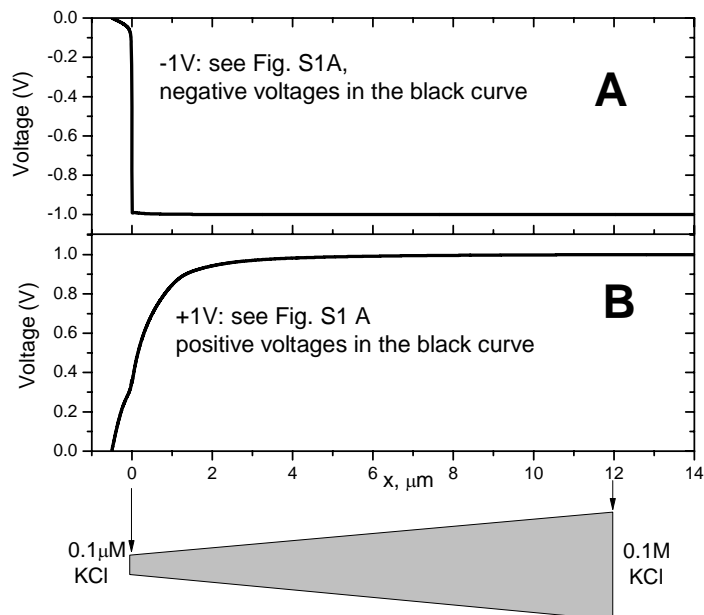 0.0
-0.2
-0.4
-0.6
-0.8
-1.0
Voltage (V)
-1V: see Fig. S1A,
negative voltages in the black curve
A
1.0
0.8
0.6
0.4
0.2
0.0
Voltage (V)
+1V: see Fig. S1 A
positive voltages in the black curve
B
0 2 4 6 8 10 12 14
x, μm
0.1μM
KCl
0.1M
KCl